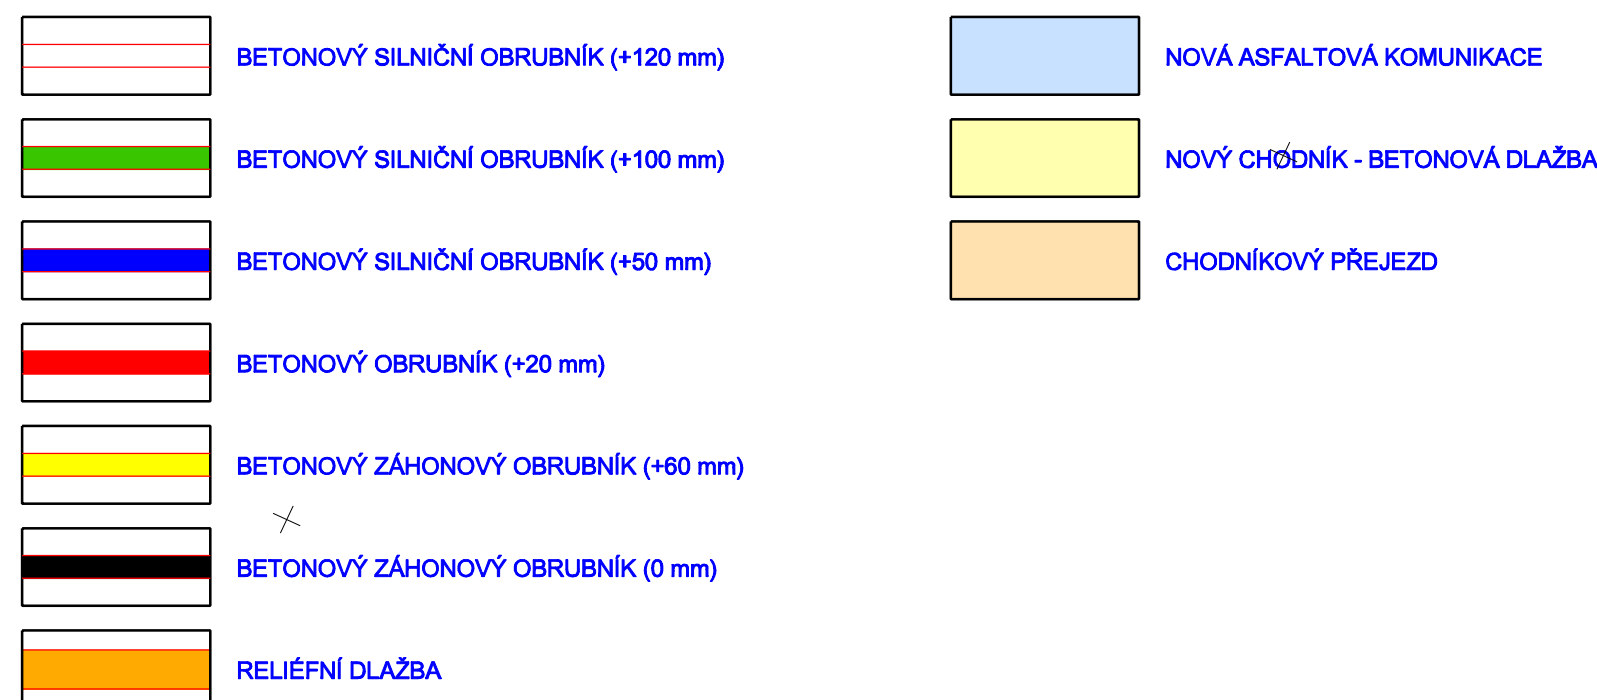 BETONOVÝ SILNIČNÍ OBRUBNÍK (+120 mm)
BETONOVÝ SILNIČNÍ OBRUBNÍK (+100 mm)
BETONOVÝ SILNIČNÍ OBRUBNÍK (+50 mm)
BETONOVÝ OBRUBNÍK (+20 mm)
BETONOVÝ ZÁHONOVÝ OBRUBNÍK (+60 mm)
BETONOVÝ ZÁHONOVÝ OBRUBNÍK (0 mm)
RELIÉFNÍ DLAŽBA
NOVÁ ASFALTOVÁ KOMUNIKACE
NOVÝ CHODNÍK - BETONOVÁ DLAŽBA
CHODNÍKOVÝ PŘEJEZD